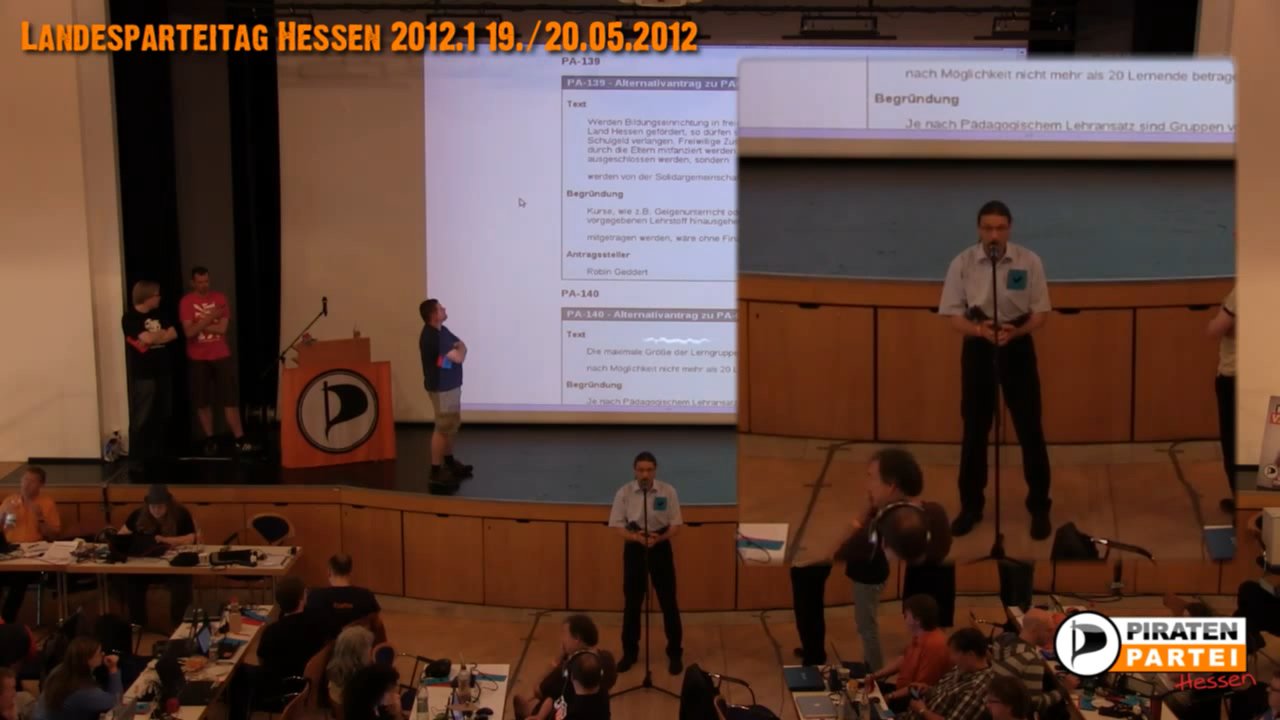 Landesparteitag Hessen 2012.1 19./20.05.2012
PA-139
PA-139 - Alternativantrag zu PA-
Text
Werden Bildungseinrichtung in frei
Land Hessen gefördert, so dürfen
Schulgeld verlangen. Freiwillige Zu
durch die Eltern mitfinanziert werden
ausgeschlossen werden, sondern
werden von der Solidargemeinscha
Begründung
Kurse, wie z.B. Geigenunterricht od
vorgegebenen Lehrstoff hinausgehe
mitgetragen werden, wäre ohne Fin
Antragssteller
Robin Geddert
PA-140
PA-140 - Alternativantrag zu PA-
Text
Die maximale Größe der Lerngruppe
nach Möglichkeit nicht mehr als 20 L
Begründung
Je nach Pädagogischem Lehransatz
nach Möglichkeit nicht mehr als 20 Lernende betrage
Begründung
Je nach Pädagogischem Lehransatz sind Gruppen v
PIRATEN
PARTEI
Hessen